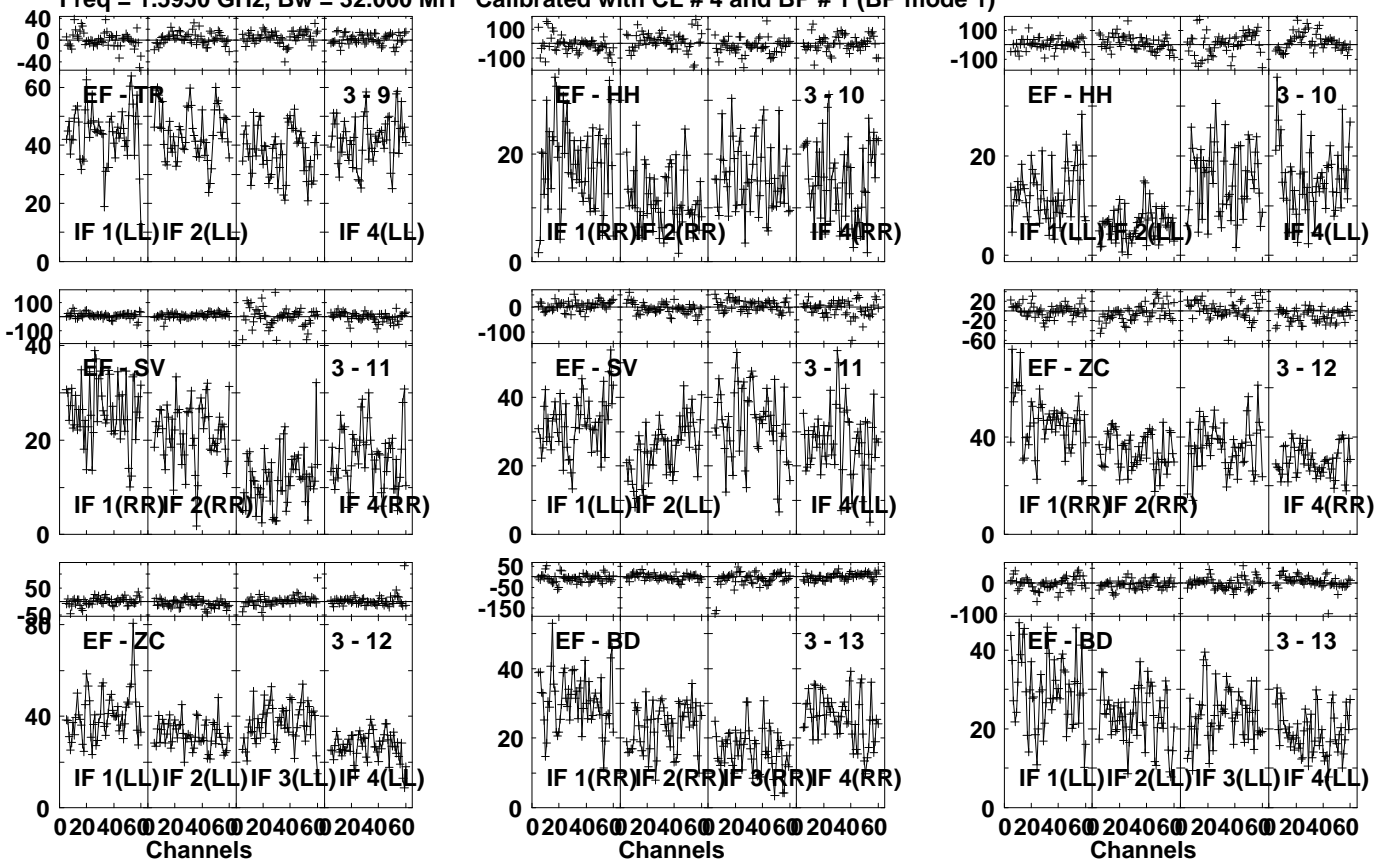 Freq = 1.5950 GHz, Bw = 32.000 MH Calibrated with CL # 4 and BP # 1 (BP mode 1)
40
0
-40
60
40
20
0
EF - TR 3 - 9
IF 1(LL) IF 2(LL) IF 4(LL)
100
-100
20
0
EF - HH 3 - 10
IF 1(RR) IF 2(RR) IF 4(RR)
100
-100
20
0
EF - HH 3 - 10
IF 1(LL) IF 2(LL) IF 4(LL)
100
-100
40
20
0
EF - SV 3 - 11
IF 1(RR) IF 2(RR) IF 4(RR)
0
-100
40
20
0
EF - SV 3 - 11
IF 1(LL) IF 2(LL) IF 4(LL)
20
-20
-60
40
0
EF - ZC 3 - 12
IF 1(RR) IF 2(RR) IF 4(RR)
50
-50
80
40
0
EF - ZC 3 - 12
IF 1(LL) IF 2(LL) IF 3(LL) IF 4(LL)
0 20 40 60 0 20 40 60 0 20 40 60 0 20 40 60
Channels
50
-50
-150
40
20
0
EF - BD 3 - 13
IF 1(RR) IF 2(RR) IF 3(RR) IF 4(RR)
0 20 40 60 0 20 40 60 0 20 40 60 0 20 40 60
Channels
0
-100
40
20
0
EF - BD 3 - 13
IF 1(LL) IF 2(LL) IF 3(LL) IF 4(LL)
0 20 40 60 0 20 40 60 0 20 40 60 0 20 40 60
Channels